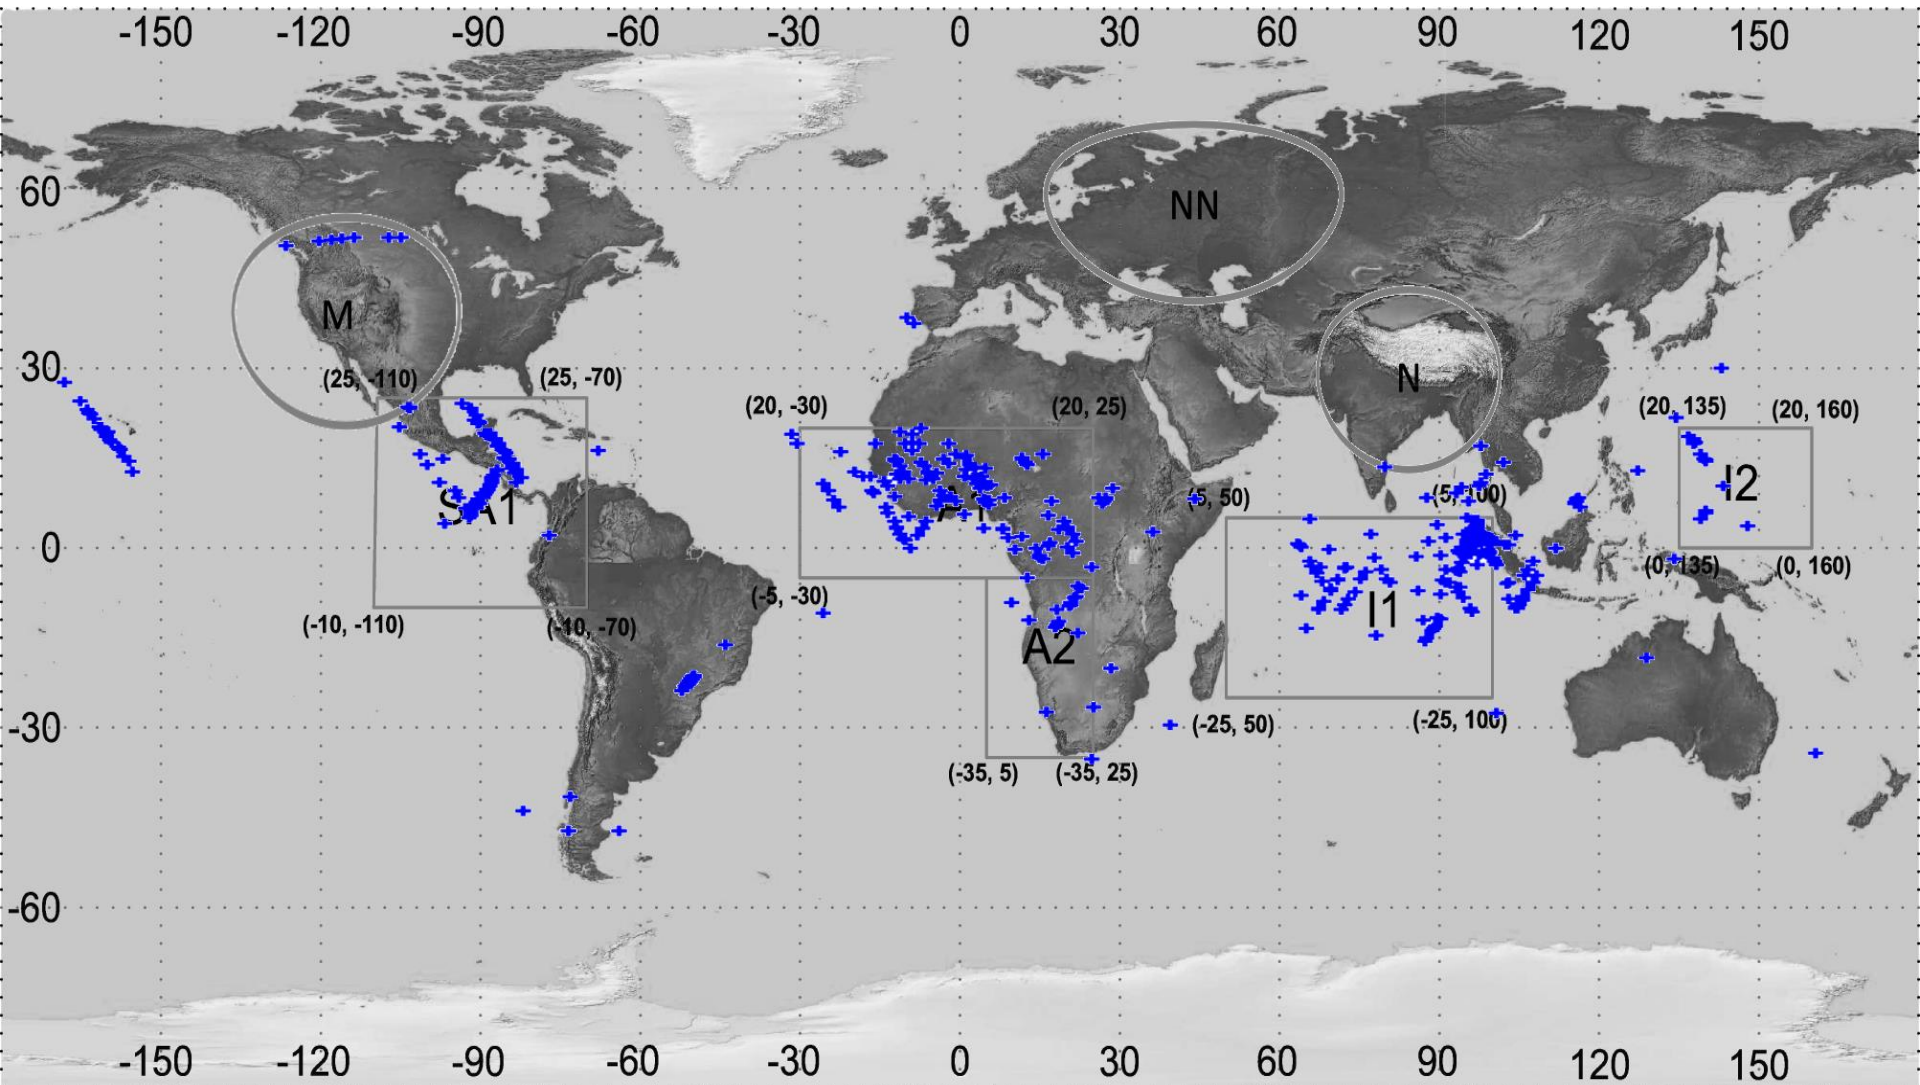 -150 -120 -90 -60 -30 0 30 60 90 120 150
60
NN
M
30
N
(25, -110) (25, -70)
(20, -30) (20, 25) (20, 135) (20, 160)
I2
(5, 50) (5, 100)
SA1 A1
0
(0, 135) (0, 160)
(-5, -30)
I1
(-10, -110) (-10, -70)
A2
-30
(-25, 50) (-25, 100)
(-35, 5) (-35, 25)
-60
-150 -120 -90 -60 -30 0 30 60 90 120 150